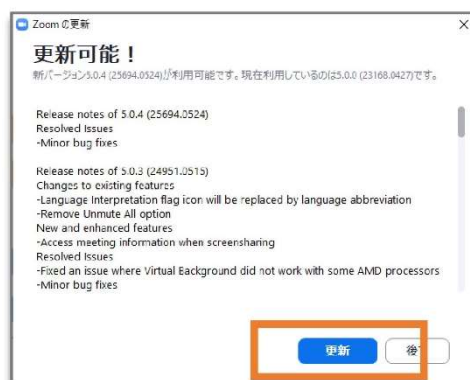 Zoom の更新
更新可能！
新バージョン5.0.4 (25694.0524)が利用可能です。現在利用しているのは5.0.0 (23168.0427)です。
Release notes of 5.0.4 (25694.0524)
Resolved Issues
-Minor bug fixes
Release notes of 5.0.3 (24951.0515)
Changes to existing features
-Language Interpretation flag icon will be replaced by language abbreviation
-Remove Unmute All option
New and enhanced features
-Access meeting information when screensharing
Resolved Issues
-Fixed an issue where Virtual Background did not work with some AMD processors
-Minor bug fixes
更新
後